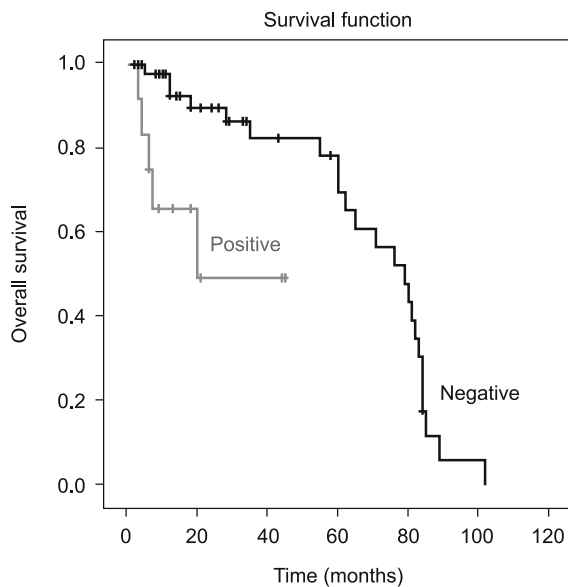 Survival function
Overall survival
1.0
0.8
0.6
0.4
0.2
0.0
Positive
Negative
0 20 40 60 80 100 120
Time (months)